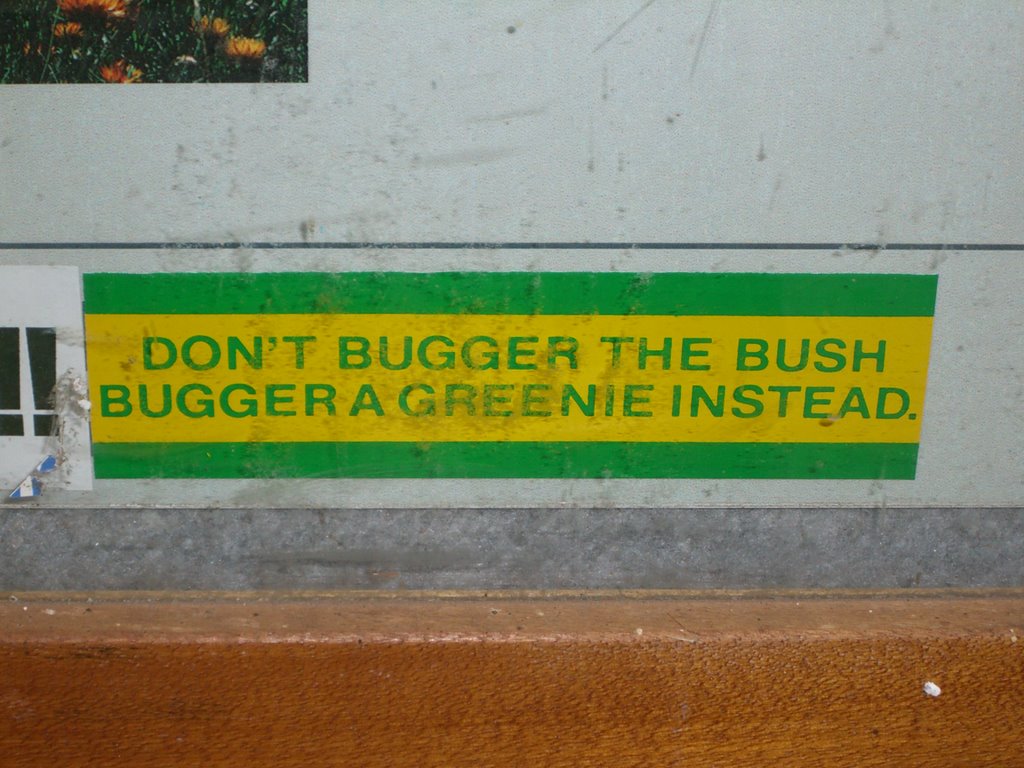 DON'T BUGGER THE BUSH
BUGGER A GREENIE INSTEAD.